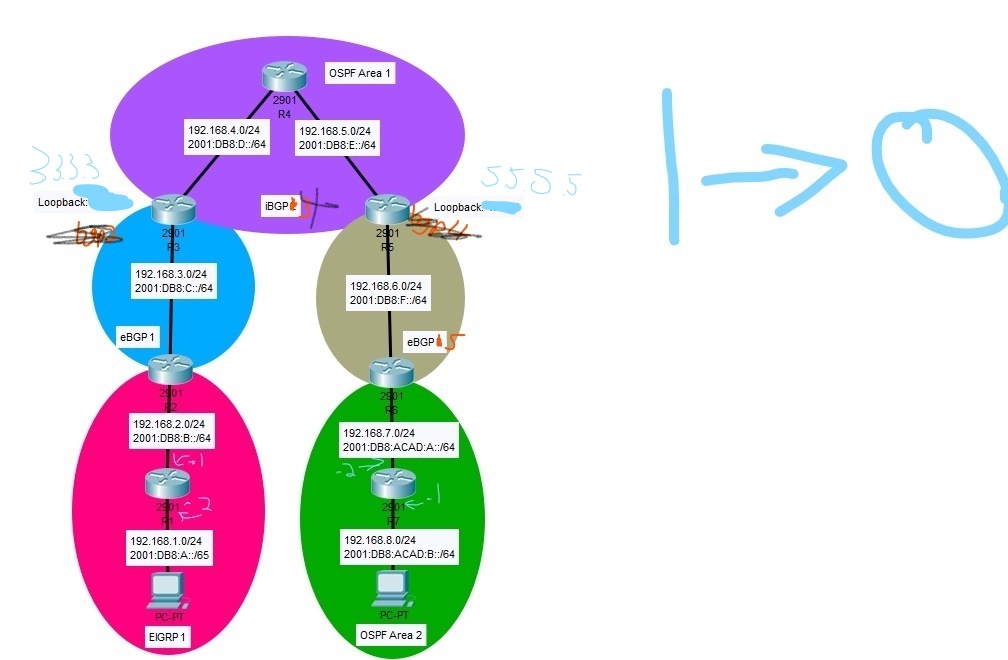 OSPF Area 1
2901
R4
192.168.4.0/24
2001:DB8:D::/64
192.168.5.0/24
2001:DB8:E::/64
3.3.3.3
5.5.5.5
Loopback:
iBGP
Loopback:
2901
R3
2901
R5
192.168.3.0/24
2001:DB8:C::/64
192.168.6.0/24
2001:DB8:F::/64
eBGP 1
eBGP 5
2901
R2
2901
R6
192.168.2.0/24
2001:DB8:B::/64
192.168.7.0/24
2001:DB8:ACAD:A::/64
.1
.2
2901
R1
.2
2901
R7
.1
192.168.1.0/24
2001:DB8:A::/65
192.168.8.0/24
2001:DB8:ACAD:B::/64
PC-PT
PC-PT
EIGRP 1
OSPF Area 2